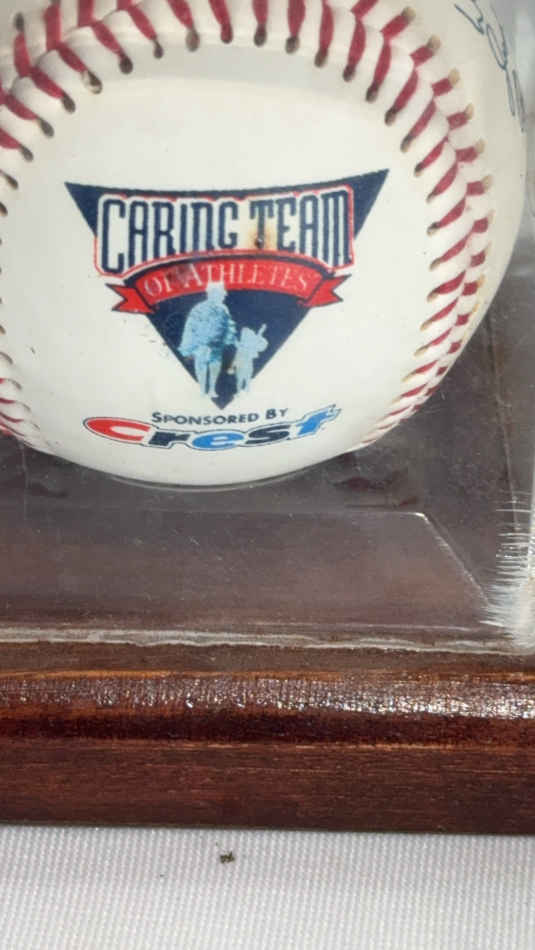 CARING TEAM
OF ATHLETES
SPONSORED BY
Crest